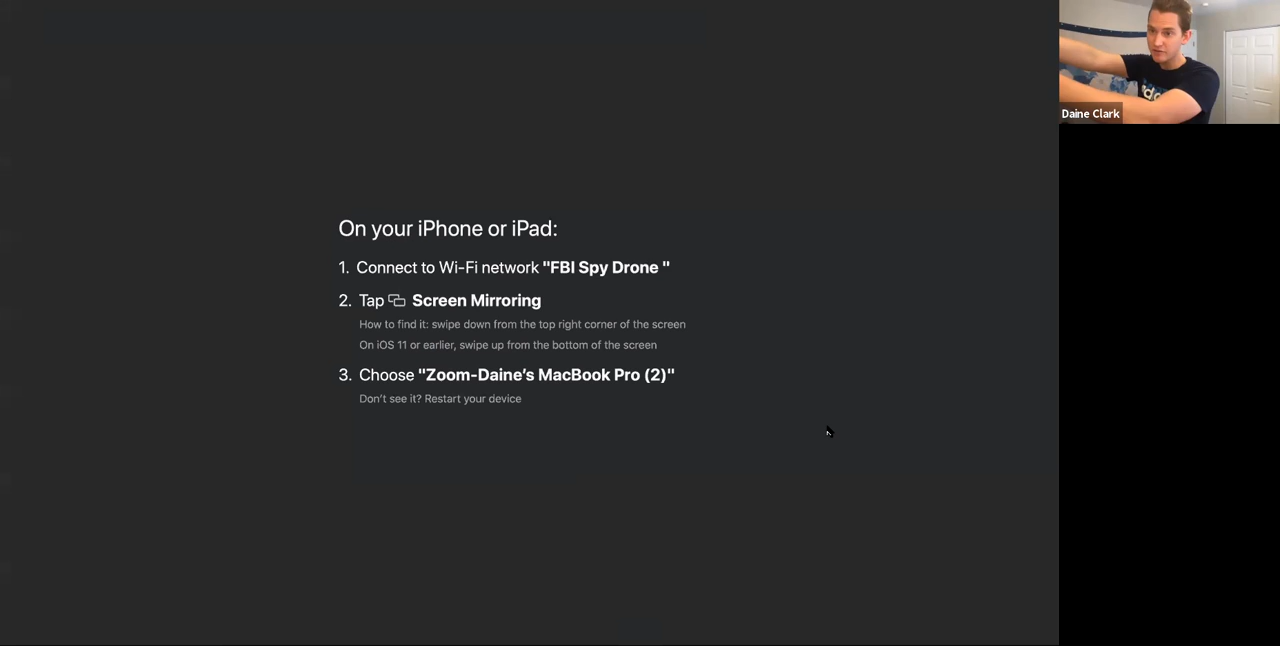 Daine Clark
On your iPhone or iPad:
1. Connect to Wi-Fi network "FBI Spy Drone "
2. Tap Screen Mirroring
How to find it: swipe down from the top right corner of the screen
On iOS 11 or earlier, swipe up from the bottom of the screen
3. Choose "Zoom-Daine’s MacBook Pro (2)"
Don’t see it? Restart your device